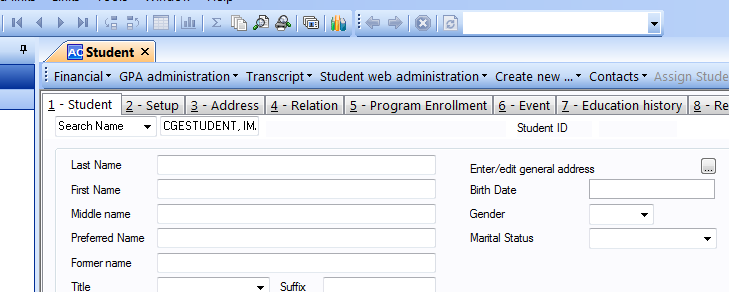 AC Student ×
Financial GPA administration Transcript Student web administration Create new ... Contacts Assign Stude
1 - Student 2 - Setup 3 - Address 4 - Relation 5 - Program Enrollment 6 - Event 7 - Education history 8 - Re
Search Name CGESTUDENT, IM. Student ID
Last Name Enter/edit general address ...
First Name Birth Date
Middle name Gender
Preferred Name Marital Status
Former name
Title Suffix